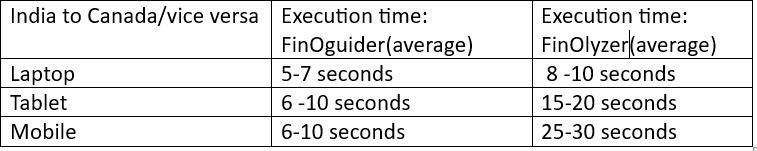 India to Canada/vice versa Execution time: Execution time:
FinOguider(average) FinOlyzer(average)
Laptop 5-7 seconds 8 -10 seconds
Tablet 6 -10 seconds 15-20 seconds
Mobile 6-10 seconds 25-30 seconds